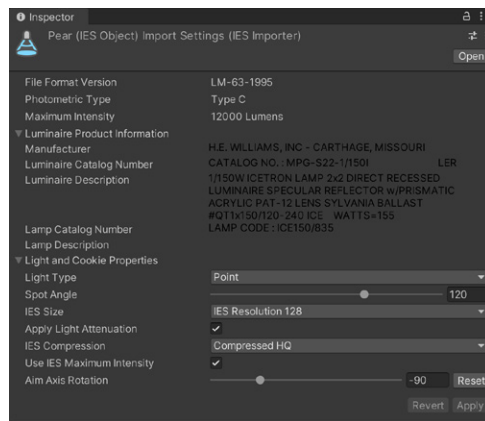 Inspector
Pear (IES Object) Import Settings (IES Importer)
Open
File Format Version LM-63-1995
Photometric Type Type C
Maximum Intensity 12000 Lumens
Luminaire Product Information
Manufacturer H.E. WILLIAMS, INC - CARTHAGE, MISSOURI
Luminaire Catalog Number CATALOG NO. : MPG-S22-1/150I LER
Luminaire Description 1/150W ICETRON LAMP 2x2 DIRECT RECESSED
LUMINAIRE SPECULAR REFLECTOR w/PRISMATIC
ACRYLIC PAT-12 LENS SYLVANIA BALLAST
#QT1x150/120-240 ICE WATTS=155
Lamp Catalog Number LAMP CODE : ICE150/835
Lamp Description
Light and Cookie Properties
Light Type Point
Spot Angle 120
IES Size IES Resolution 128
Apply Light Attenuation
IES Compression Compressed HQ
Use IES Maximum Intensity
Aim Axis Rotation -90 Reset
Revert Apply